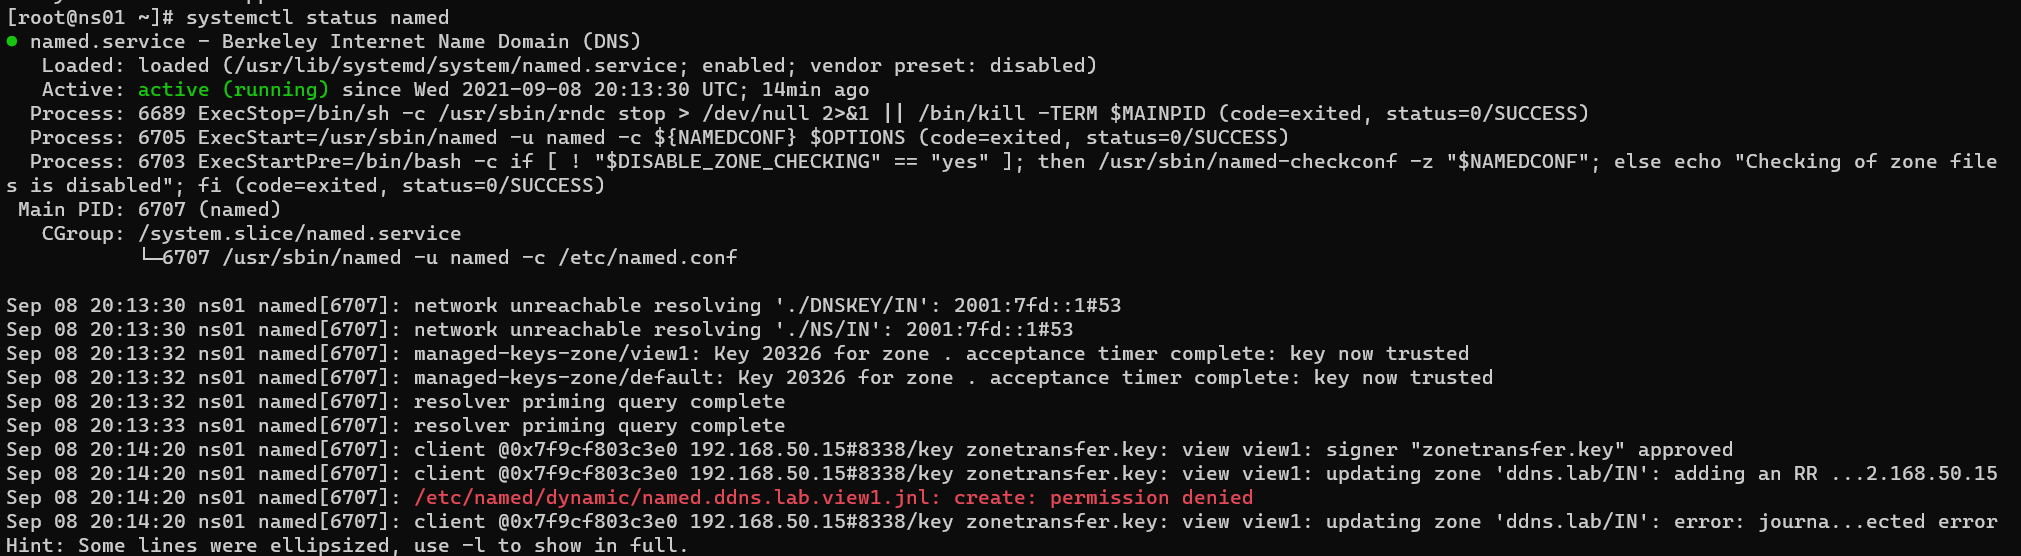 [root@ns01 ~]# systemctl status named
● named.service - Berkeley Internet Name Domain (DNS)
   Loaded: loaded (/usr/lib/systemd/system/named.service; enabled; vendor preset: disabled)
   Active: active (running) since Wed 2021-09-08 20:13:30 UTC; 14min ago
  Process: 6689 ExecStop=/bin/sh -c /usr/sbin/rndc stop > /dev/null 2>&1 || /bin/kill -TERM $MAINPID (code=exited, status=0/SUCCESS)
  Process: 6705 ExecStart=/usr/sbin/named -u named -c ${NAMEDCONF} $OPTIONS (code=exited, status=0/SUCCESS)
  Process: 6703 ExecStartPre=/bin/bash -c if [ ! "$DISABLE_ZONE_CHECKING" == "yes" ]; then /usr/sbin/named-checkconf -z "$NAMEDCONF"; else echo "Checking of zone file
s is disabled"; fi (code=exited, status=0/SUCCESS)
 Main PID: 6707 (named)
   CGroup: /system.slice/named.service
           └─6707 /usr/sbin/named -u named -c /etc/named.conf
Sep 08 20:13:30 ns01 named[6707]: network unreachable resolving './DNSKEY/IN': 2001:7fd::1#53
Sep 08 20:13:30 ns01 named[6707]: network unreachable resolving './NS/IN': 2001:7fd::1#53
Sep 08 20:13:32 ns01 named[6707]: managed-keys-zone/view1: Key 20326 for zone . acceptance timer complete: key now trusted
Sep 08 20:13:32 ns01 named[6707]: managed-keys-zone/default: Key 20326 for zone . acceptance timer complete: key now trusted
Sep 08 20:13:32 ns01 named[6707]: resolver priming query complete
Sep 08 20:13:33 ns01 named[6707]: resolver priming query complete
Sep 08 20:14:20 ns01 named[6707]: client @0x7f9cf803c3e0 192.168.50.15#8338/key zonetransfer.key: view view1: signer "zonetransfer.key" approved
Sep 08 20:14:20 ns01 named[6707]: client @0x7f9cf803c3e0 192.168.50.15#8338/key zonetransfer.key: view view1: updating zone 'ddns.lab/IN': adding an RR ...2.168.50.15
Sep 08 20:14:20 ns01 named[6707]: /etc/named/dynamic/named.ddns.lab.view1.jnl: create: permission denied
Sep 08 20:14:20 ns01 named[6707]: client @0x7f9cf803c3e0 192.168.50.15#8338/key zonetransfer.key: view view1: updating zone 'ddns.lab/IN': error: journa...ected error
Hint: Some lines were ellipsized, use -l to show in full.